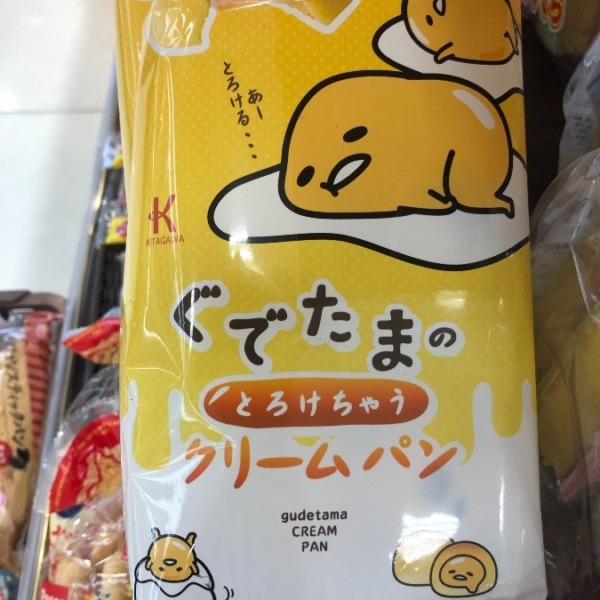 あー
とろける...
K
KITAGAWA
ぐでたまの
とろけちゃう
クリームパン
gudetama
CREAM
PAN